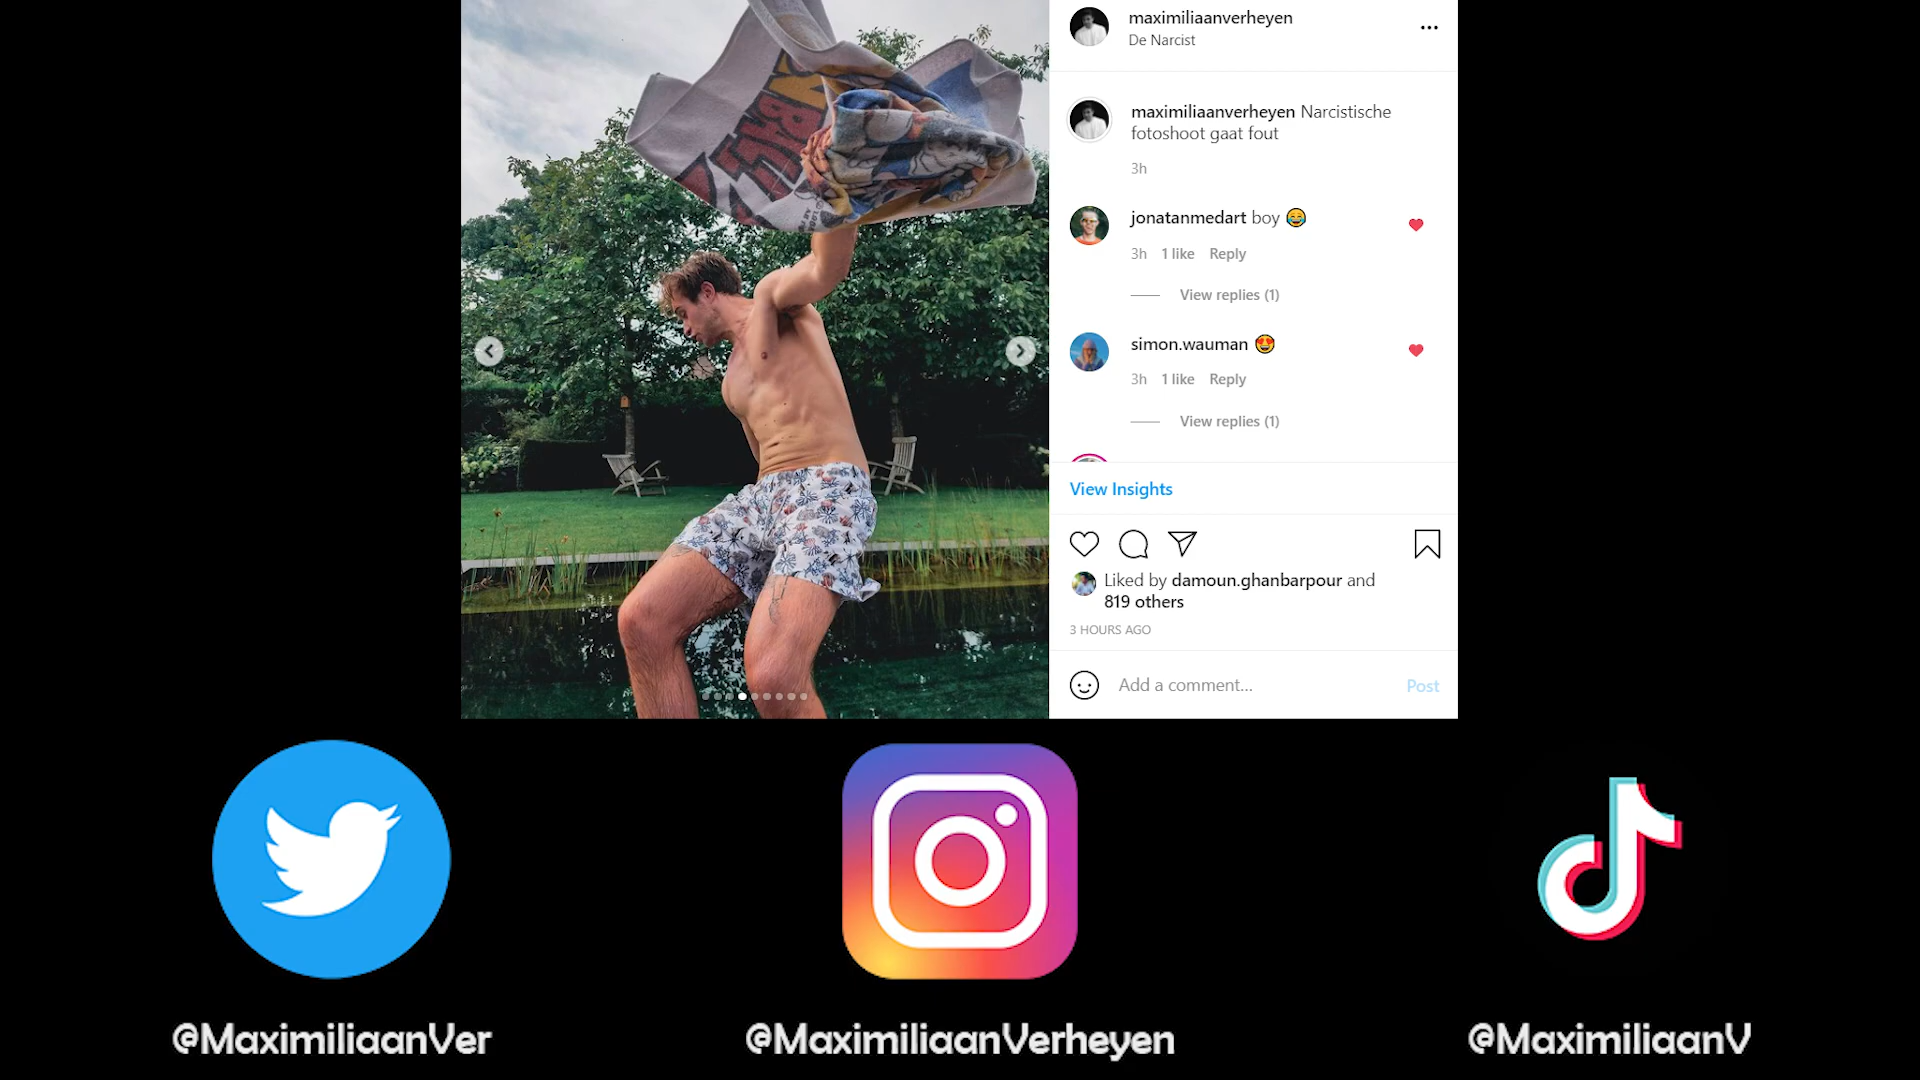 maximiliaanverheyen
De Narcist
maximiliaanverheyen Narcistische
fotoshoot gaat fout
3h
jonatanmedart boy 😂
3h 1 like Reply
View replies (1)
simon.wauman 😍
3h 1 like Reply
View replies (1)
View Insights
Liked by damoun.ghanbarpour and
819 others
3 HOURS AGO
Add a comment... Post
@MaximiliaanVer
@MaximiliaanVerheyen
@MaximiliaanV